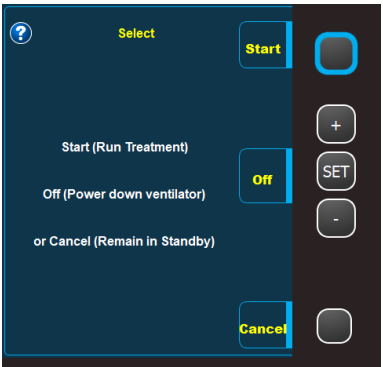 ?
Select
Start
Start (Run Treatment)
+
Off (Power down ventilator)
Off
SET
-
or Cancel (Remain in Standby)
Cancel